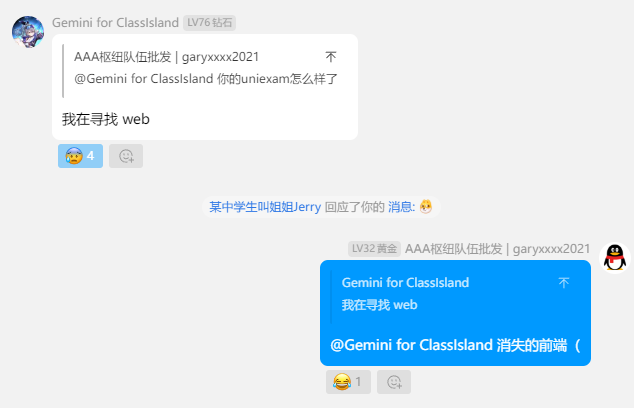 Gemini for ClassIsland LV76 钻石
AAA枢纽队伍批发 | garyxxxx2021
@Gemini for ClassIsland 你的uniexam怎么样了
我在寻找 web
4
某中学生叫姐姐Jerry 回应了你的 消息:
LV32 黄金 AAA枢纽队伍批发 | garyxxxx2021
Gemini for ClassIsland
我在寻找 web
@Gemini for ClassIsland 消失的前端（
1